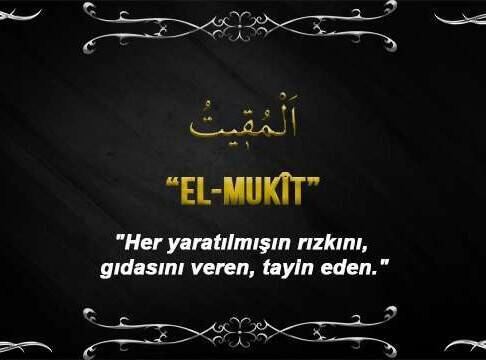 اَلْمُقٖيتُ
“EL-MUKÎT”
"Her yaratılmışın rızkını,
gıdasını veren, tayin eden."